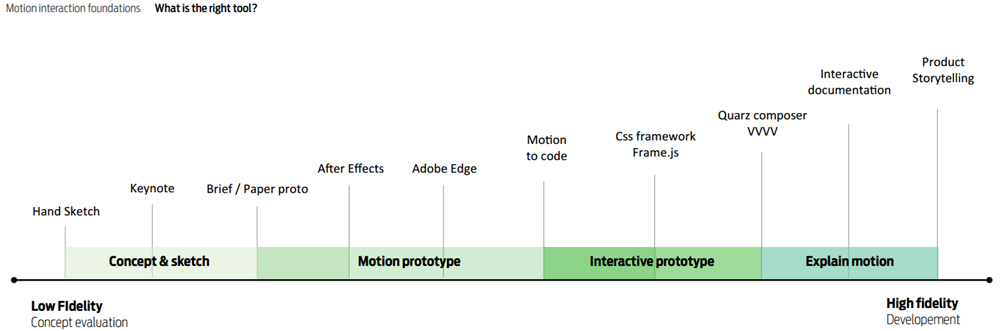 Motion interaction foundations What is the right tool?
Product
Storytelling
Interactive
documentation
Quarz composer
VVVV
Css framework
Frame.js
Motion
to code
After Effects
Adobe Edge
Keynote
Brief / Paper proto
Hand Sketch
Concept & sketch
Motion prototype
Interactive prototype
Explain motion
Low FIdelity
Concept evaluation
High fidelity
Developement